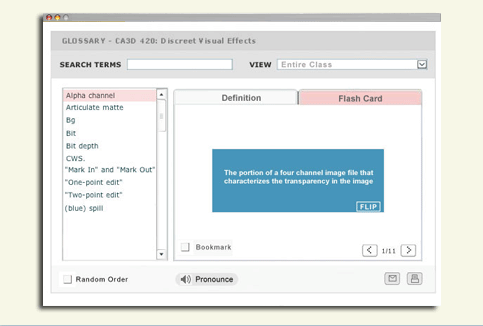 GLOSSARY - CA3D 420: Discreet Visual Effects
SEARCH TERMS
VIEW Entire Class
Alpha channel
Articulate matte
Bg
Bit
Bit depth
CWS.
"Mark In" and "Mark Out"
"One-point edit"
"Two-point edit"
(blue) spill
Definition
Flash Card
The portion of a four channel image file that
characterizes the transparency in the image
FLIP
Bookmark
1/11
Random Order
Pronounce